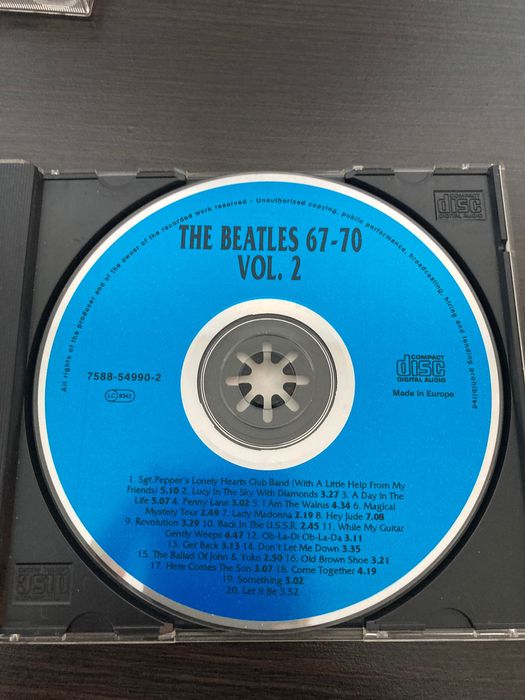 All rights of the producer and of the owner of the recorded work reserved - Unauthorized copying, public performance, broadcasting, hiring and lending prohibited
THE BEATLES 67-70
VOL. 2
7588-54990-2
LC
COMPACT
disc
DIGITAL AUDIO
Made in Europe
1. Sgt.Pepper's Lonely Hearts Club Band (With A Little Help From My
Friends) 5.10 2. Lucy In The Sky With Diamonds 3.27 3. A Day In The
Life 5.07 4. Penny Lane 3.02 5. I Am The Walrus 4.34 6. Magical
Mystery Tour 2.49 7. Lady Madonna 2.19 8. Hey Jude 7.08
9. Revolution 3.29 10. Back In The U.S.S.R. 2.45 11. While My Guitar
Gently Weeps 4.47 12. Ob-La-Di Ob-La-Da 3.11
13. Get Back 3.13 14. Don't Let Me Down 3.35
15. The Ballad Of John & Yoko 2.50 16. Old Brown Shoe 3.21
17. Here Comes The Sun 3.07 18. Come Together 4.19
19. Something 3.02
20. Let It Be 3.52
COMPACT
disc
DIGITAL AUDIO